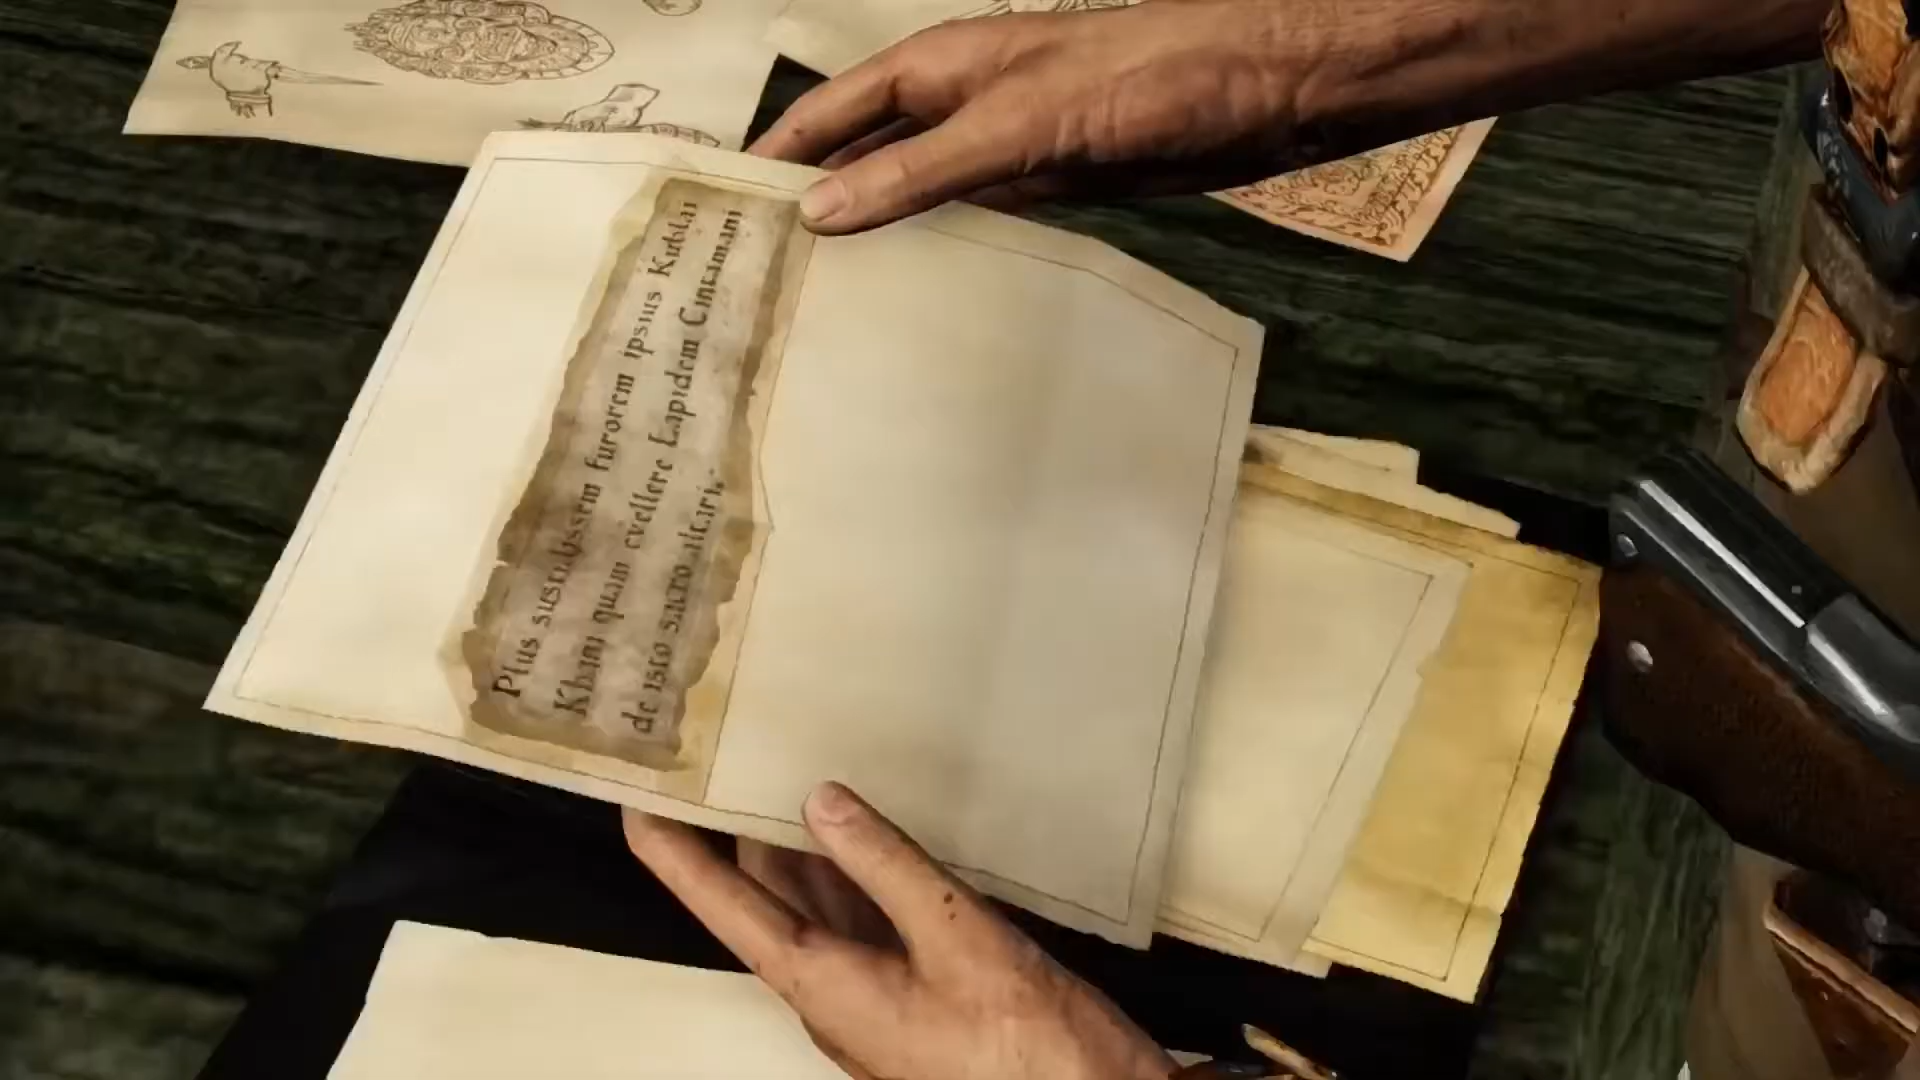 Plus sustulissem furorem ipsius Kublai
Khani quam evellere Lapidem Cintamani
de isto sacro altari.